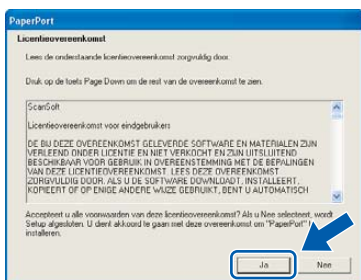 PaperPort
Licentieovereenkomst
Lees de onderstaande licentieovereenkomst zorgvuldig door.
Druk op de toets Page Down om de rest van de overeenkomst te zien.
ScanSoft
Licentieovereenkomst voor eindgebruikers
DE BIJ DEZE OVEREENKOMST GELEVERDE SOFTWARE EN MATERIALEN ZIJN
VERLEEND ONDER LICENTIE EN NIET VERKOCHT EN ZIJN UITSLUITEND
BESCHIKBAAR VOOR GEBRUIK IN OVEREENSTEMMING MET DE BEPALINGEN
VAN DEZE LICENTIEOVEREENKOMST. LEES DEZE OVEREENKOMST
ZORGVULDIG DOOR. ALS U DE SOFTWARE DOWNLOADT, INSTALLEERT,
KOPIEERT OF OP ENIGE ANDERE WIJZE GEBRUIKT, BENT U AUTOMATISCH
Accepteert u alle voorwaarden van deze licentieovereenkomst? Als u Nee selecteert, wordt
Setup afgesloten. U dient akkoord te gaan met deze overeenkomst om "PaperPort"
installeren.
Ja
Nee